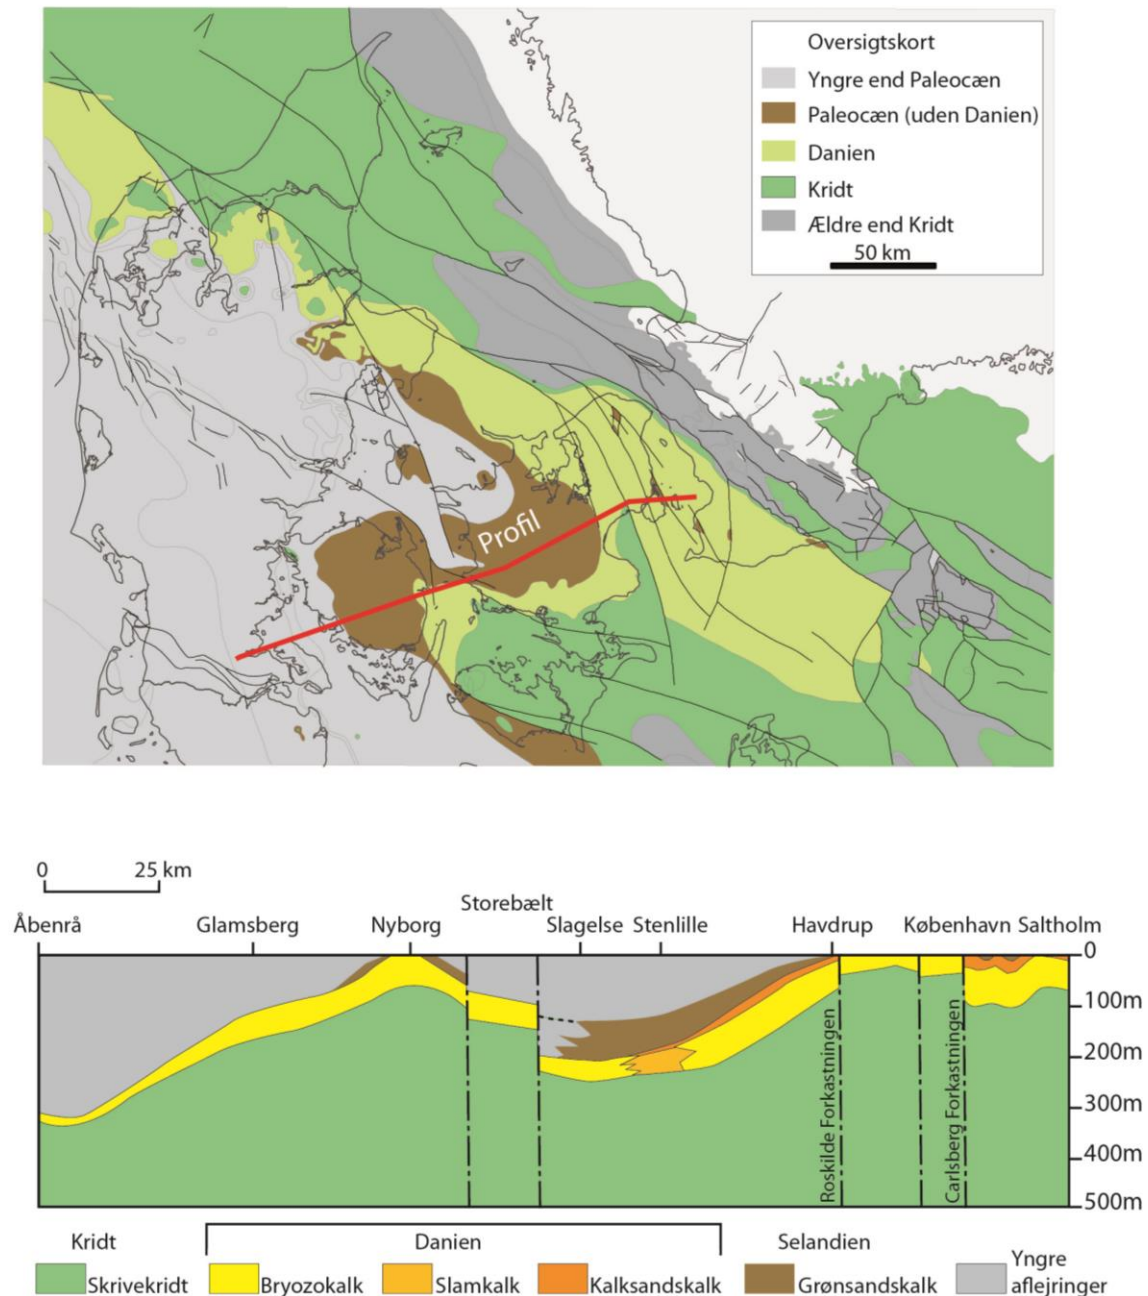 Oversigtskort
Yngre end Paleocæn
Paleocæn (uden Danien)
Danien
Kridt
Ældre end Kridt
50 km
Profil
0 25 km
Storebælt
Åbenrå Glamsberg Nyborg Slagelse Stenlille Havdrup København Saltholm
0
100m
200m
300m
400m
500m
Roskilde Forkastningen
Carlsberg Forkastningen
Kridt Danien Selandien
Skrivekridt Bryozokalk Slamkalk Kalksandskalk Grønsandskalk Yngre
aflejringer